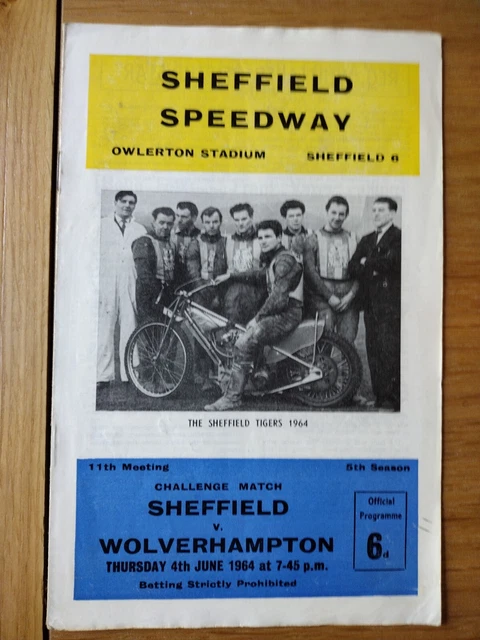 SHEFFIELD
SPEEDWAY
OWLERTON STADIUM SHEFFIELD 6
THE SHEFFIELD TIGERS 1964
11th Meeting 5th Season
CHALLENGE MATCH
SHEFFIELD
v.
WOLVERHAMPTON
THURSDAY 4th JUNE 1964 at 7-45 p.m.
Betting Strictly Prohibited
Official
Programme
6d